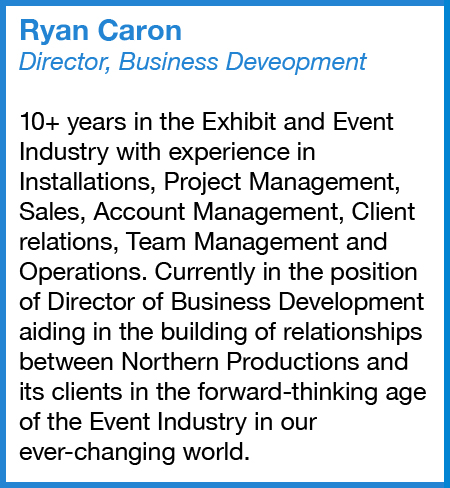 Ryan Caron
Director, Business Deveopment
10+ years in the Exhibit and Event
Industry with experience in
Installations, Project Management,
Sales, Account Management, Client
relations, Team Management and
Operations. Currently in the position
of Director of Business Development
aiding in the building of relationships
between Northern Productions and
its clients in the forward-thinking age
of the Event Industry in our
ever-changing world.